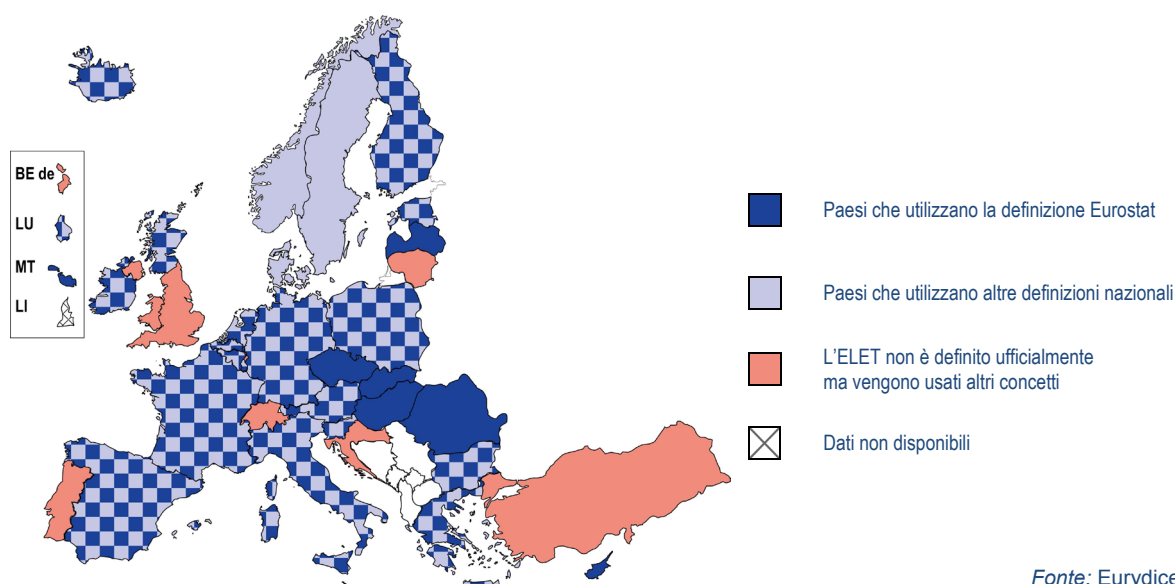 BE de
LU
MT
LI
Paesi che utilizzano la definizione Eurostat
Paesi che utilizzano altre definizioni nazionali
L’ELET non è definito ufficialmente
ma vengono usati altri concetti
Dati non disponibili
Fonte: Eurydice